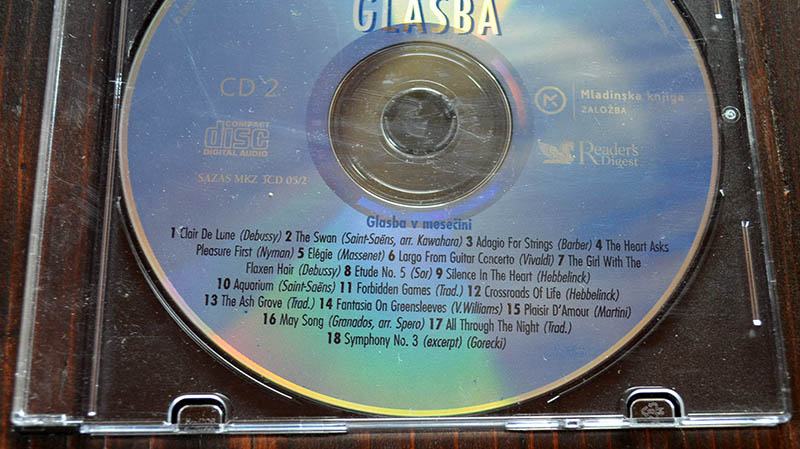 GLASBA
CD 2
COMPACT
disc
DIGITAL AUDIO
SAZAS MKZ 3CD 05/2
M
Mladinska knjiga
ZALOŽBA
Reader's
Digest
Glasba v mesečini
1 Clair De Lune (Debussy) 2 The Swan (Saint-Saëns, arr. Kawahara) 3 Adagio For Strings (Barber) 4 The Heart Asks
Pleasure First (Nyman) 5 Elégie (Massenet) 6 Largo From Guitar Concerto (Vivaldi) 7 The Girl With The
Flaxen Hair (Debussy) 8 Etude No. 5 (Sor) 9 Silence In The Heart (Hebbelinck)
10 Aquarium (Saint-Saëns) 11 Forbidden Games (Trad.) 12 Crossroads Of Life (Hebbelinck)
13 The Ash Grove (Trad.) 14 Fantasia On Greensleeves (V.Williams) 15 Plaisir D'Amour (Martini)
16 May Song (Granados, arr. Spero) 17 All Through The Night (Trad.)
18 Symphony No. 3 (excerpt) (Gorecki)